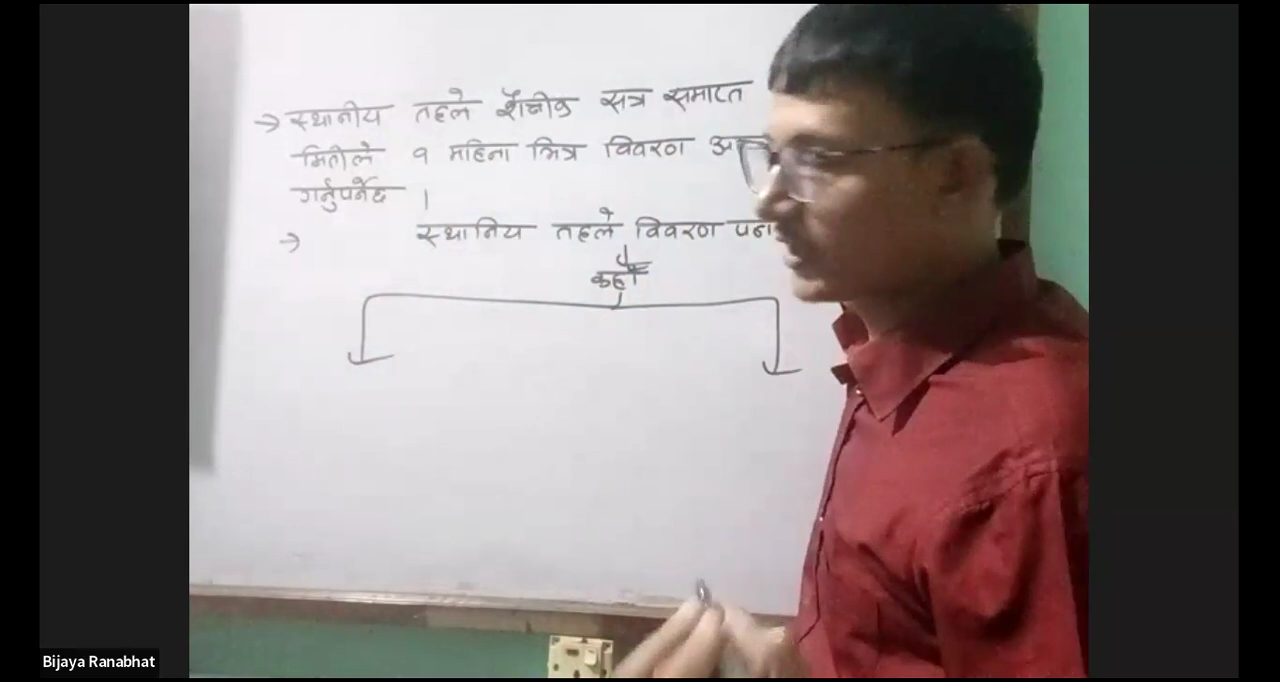 → स्थानीय तहले शैक्षिक सत्र समाप्त
मितीले १ महिना भित्र विवरण
गर्नुपर्नेछ ।
→ स्थानिय तहले विवरण
कहाँ
Bijaya Ranabhat